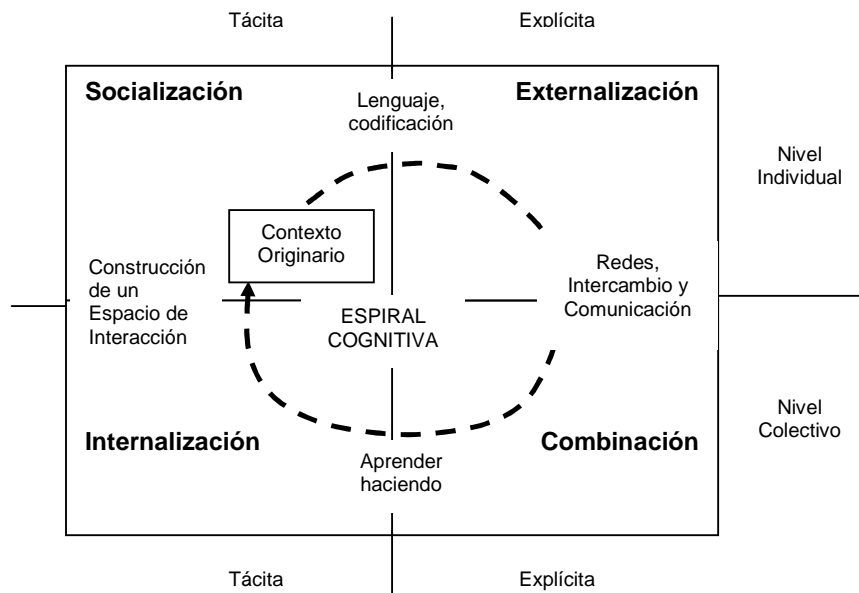 Tácita
Explícita
Socialización
Lenguaje,
codificación
Externalización
Nivel
Individual
Contexto
Originario
Construcción
de un
Espacio de
Interacción
Redes,
Intercambio y
Comunicación
ESPIRAL
COGNITIVA
Internalización
Aprender
haciendo
Combinación
Nivel
Colectivo
Tácita
Explícita